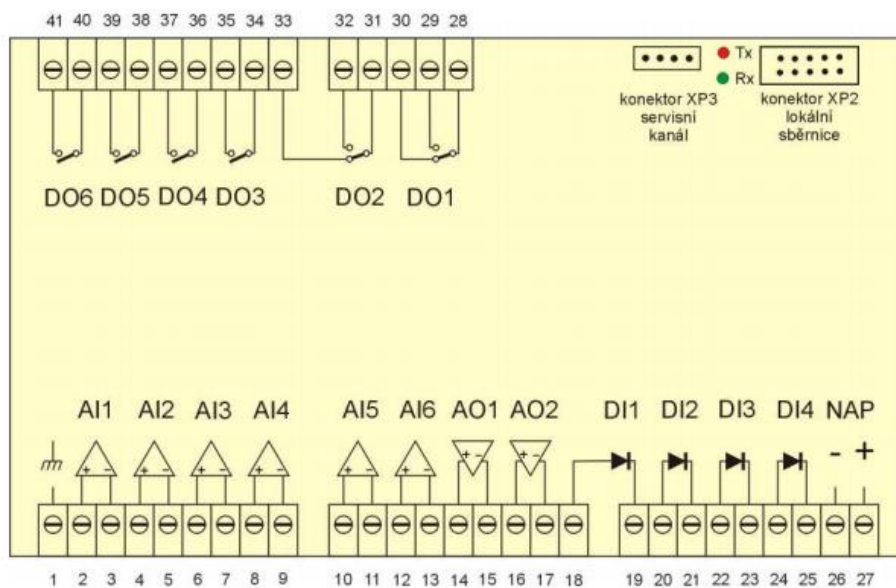 41 40 39 38 37 36 35 34 33 32 31 30 29 28
Tx
Rx
konektor XP3
servisní
kanál
konektor XP2
lokální
sběrnice
DO6 DO5 DO4 DO3 DO2 DO1
AI1 AI2 AI3 AI4 AI5 AI6 AO1 AO2 DI1 DI2 DI3 DI4 NAP
+ - + - + - + - + - + - + - + - - +
1 2 3 4 5 6 7 8 9 10 11 12 13 14 15 16 17 18 19 20 21 22 23 24 25 26 27